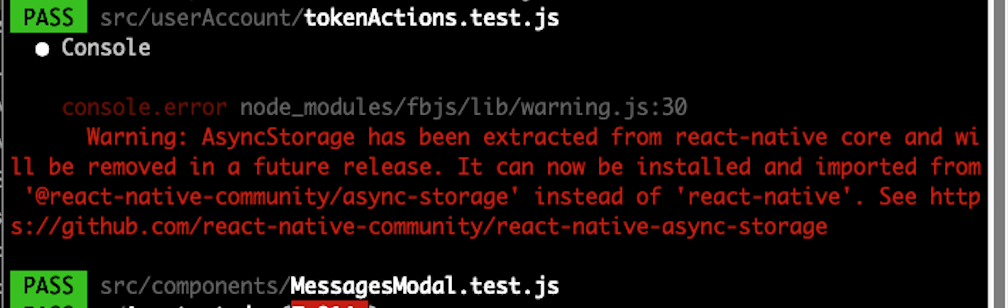 PASS src/userAccount/tokenActions.test.js
● Console
console.error node_modules/fbjs/lib/warning.js:30
Warning: AsyncStorage has been extracted from react-native core and wi
ll be removed in a future release. It can now be installed and imported from
'@react-native-community/async-storage' instead of 'react-native'. See http
s://github.com/react-native-community/react-native-async-storage
PASS src/components/MessagesModal.test.js